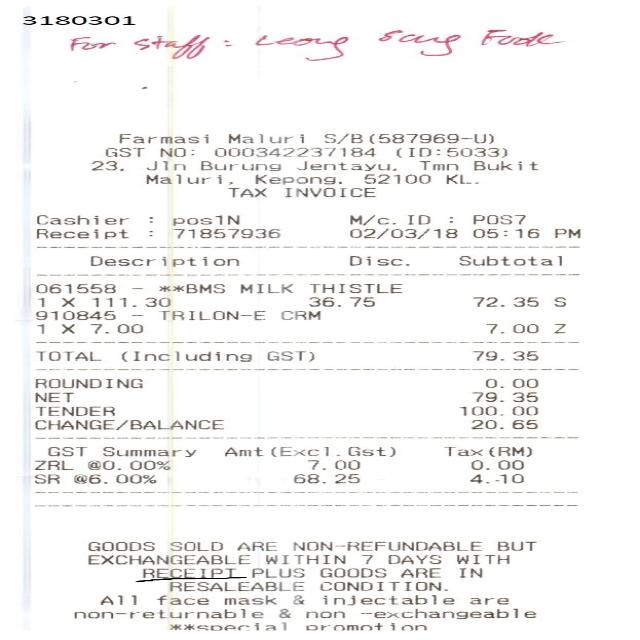 3180301
For Staff : Leong Sang
Farmasi Maluri S/B(587969-U)
GST NO: 000342237184 (ID:5033)
23, Jln Burung Jentayu, Tmn Bukit
Maluri, Kepong, 52100 KL.
TAX INVOICE
Cashier : pos1N M/c. ID : POS7
Receipt : 71857936 02/03/18 05:16 PM
Description Disc. Subtotal
061558 - **BMS MILK THISTLE
1 X 111.30 36.75 72.35 S
910845 - TRILON-E CRM
1 X 7.00 7.00 Z
TOTAL (Including GST) 79.35
ROUNDING 0.00
NET 79.35
TENDER 100.00
CHANGE/BALANCE 20.65
GST Summary Amt(Excl.Gst) Tax(RM)
ZRL @0.00% 7.00 0.00
SR @6.00% 68.25 4.10
GOODS SOLD ARE NON-REFUNDABLE BUT
EXCHANGEABLE WITHIN 7 DAYS WITH
RECEIPT PLUS GOODS ARE IN
RESALEABLE CONDITION.
All face mask & injectable are
non-returnable & non -exchangeable
**special promotion